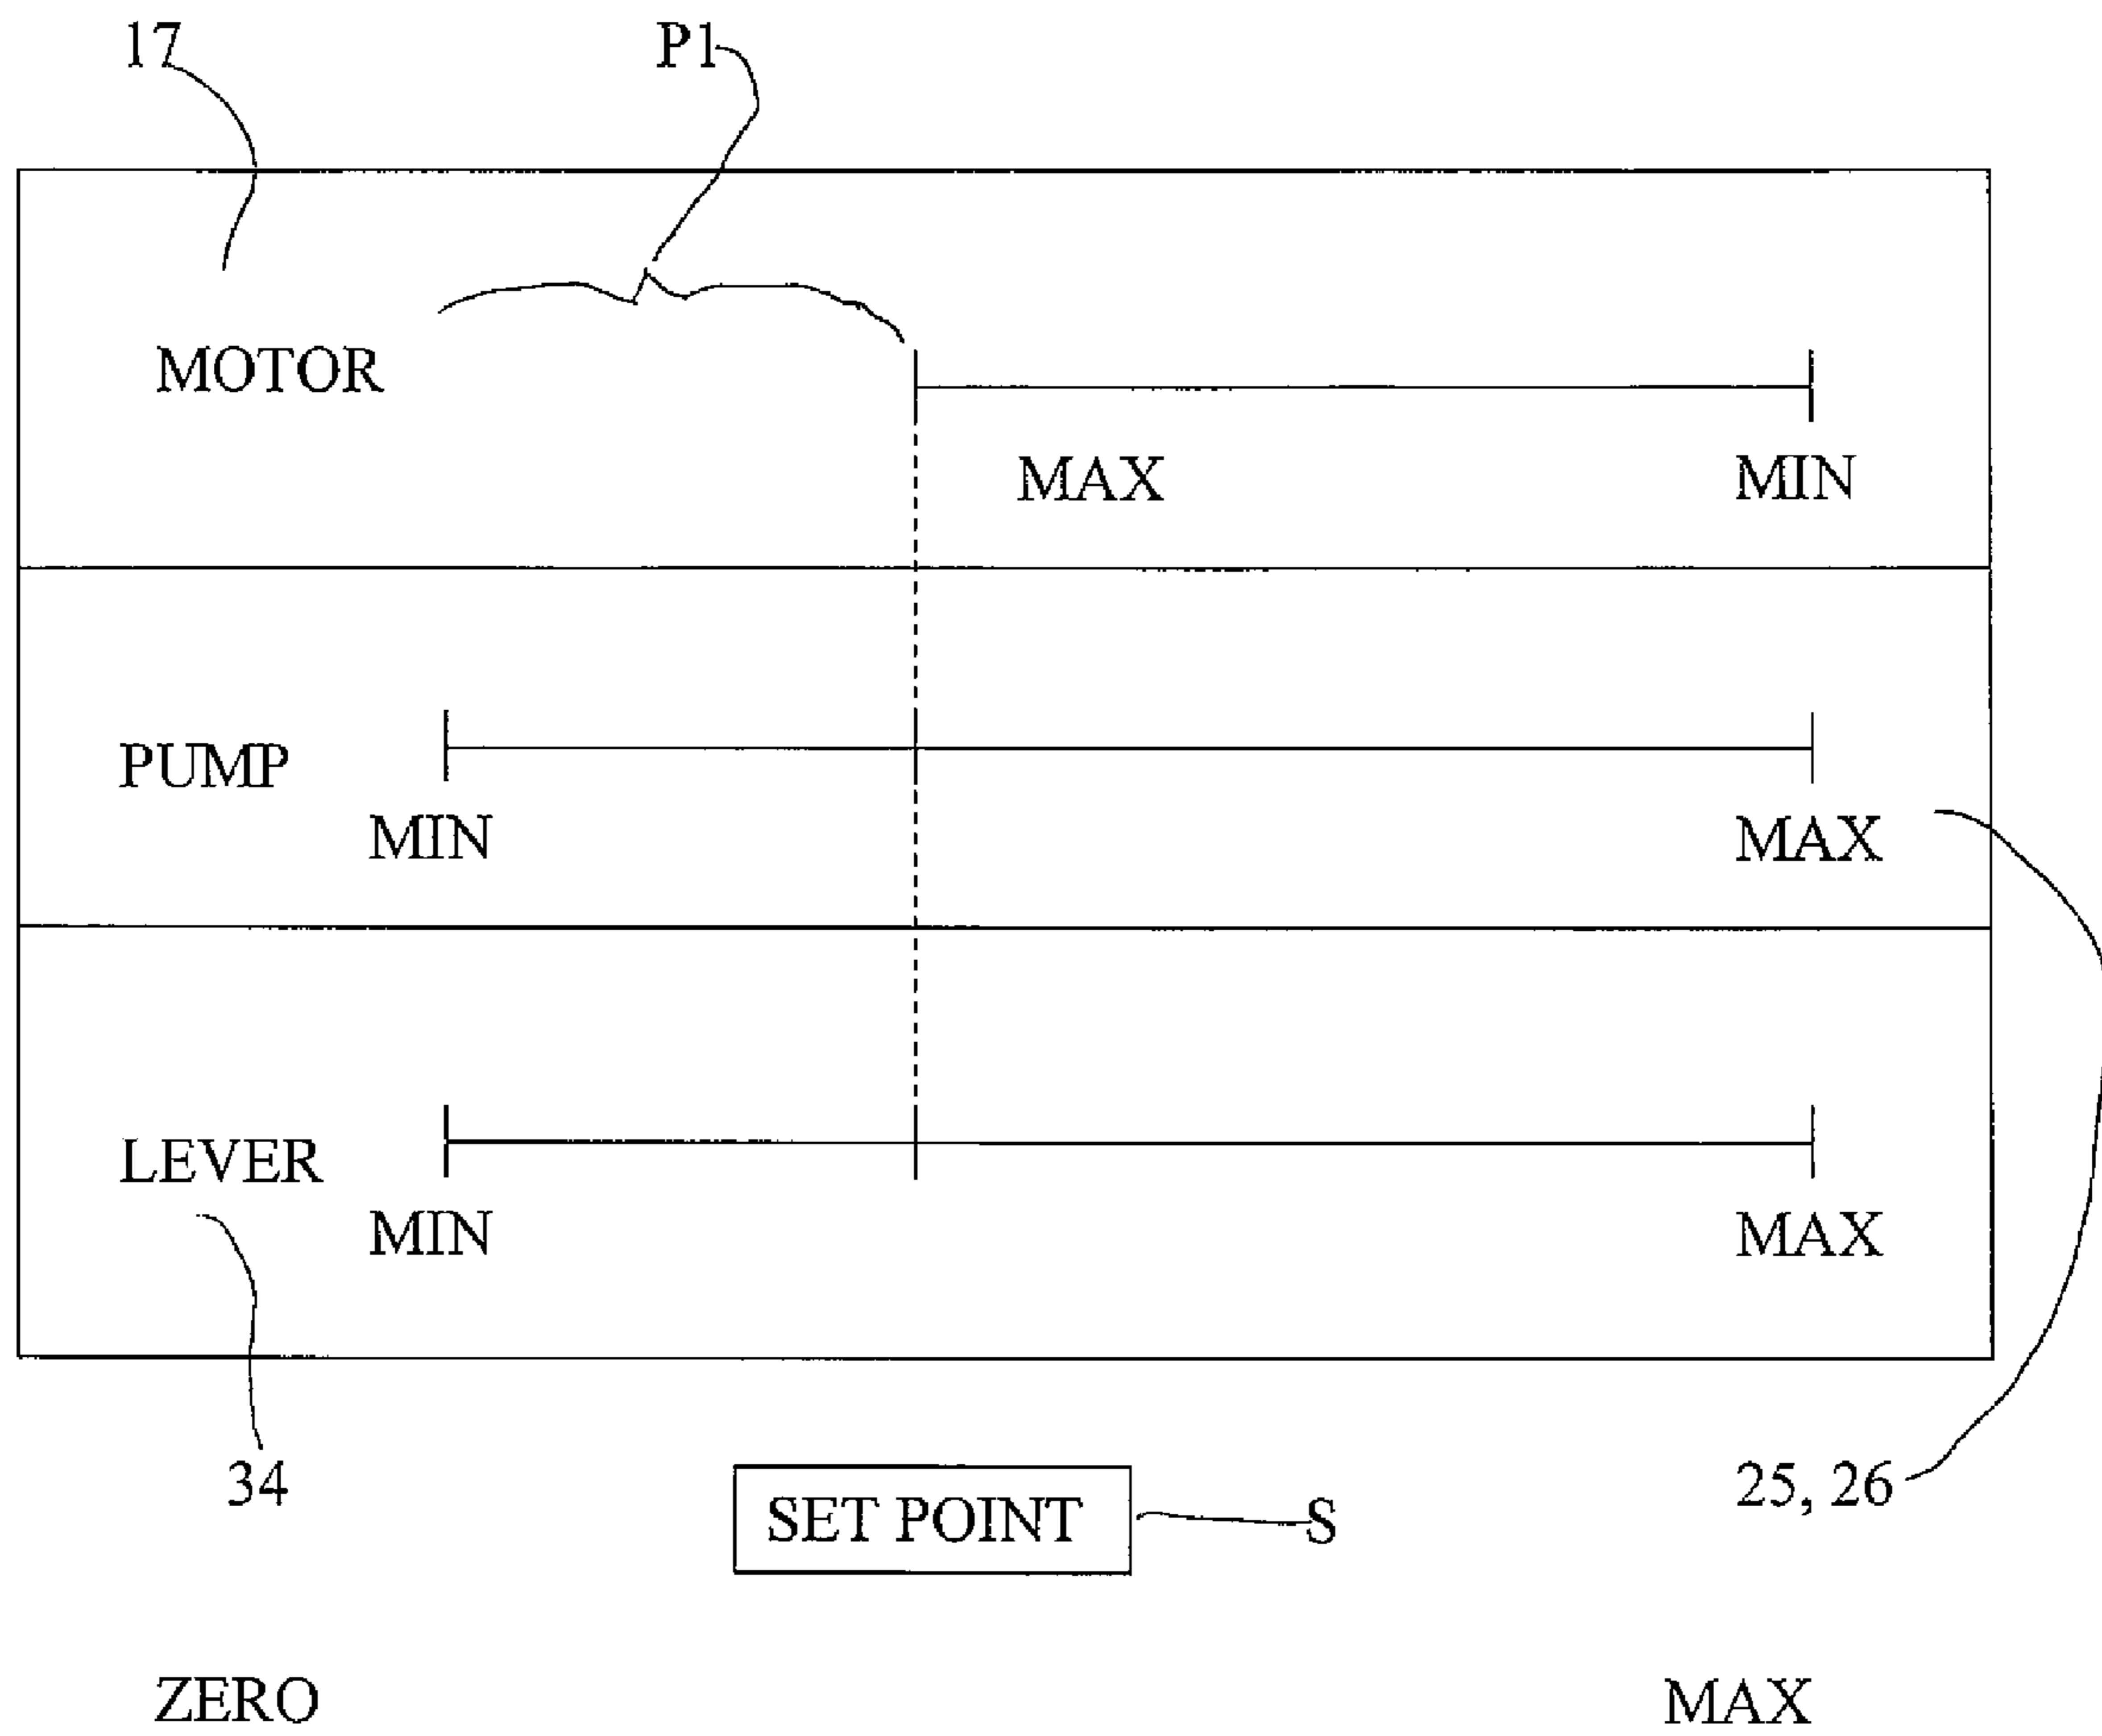 17 P1
MOTOR
MAX MIN
PUMP
MIN MAX
LEVER
MIN MAX
34 SET POINT S 25, 26
ZERO MAX